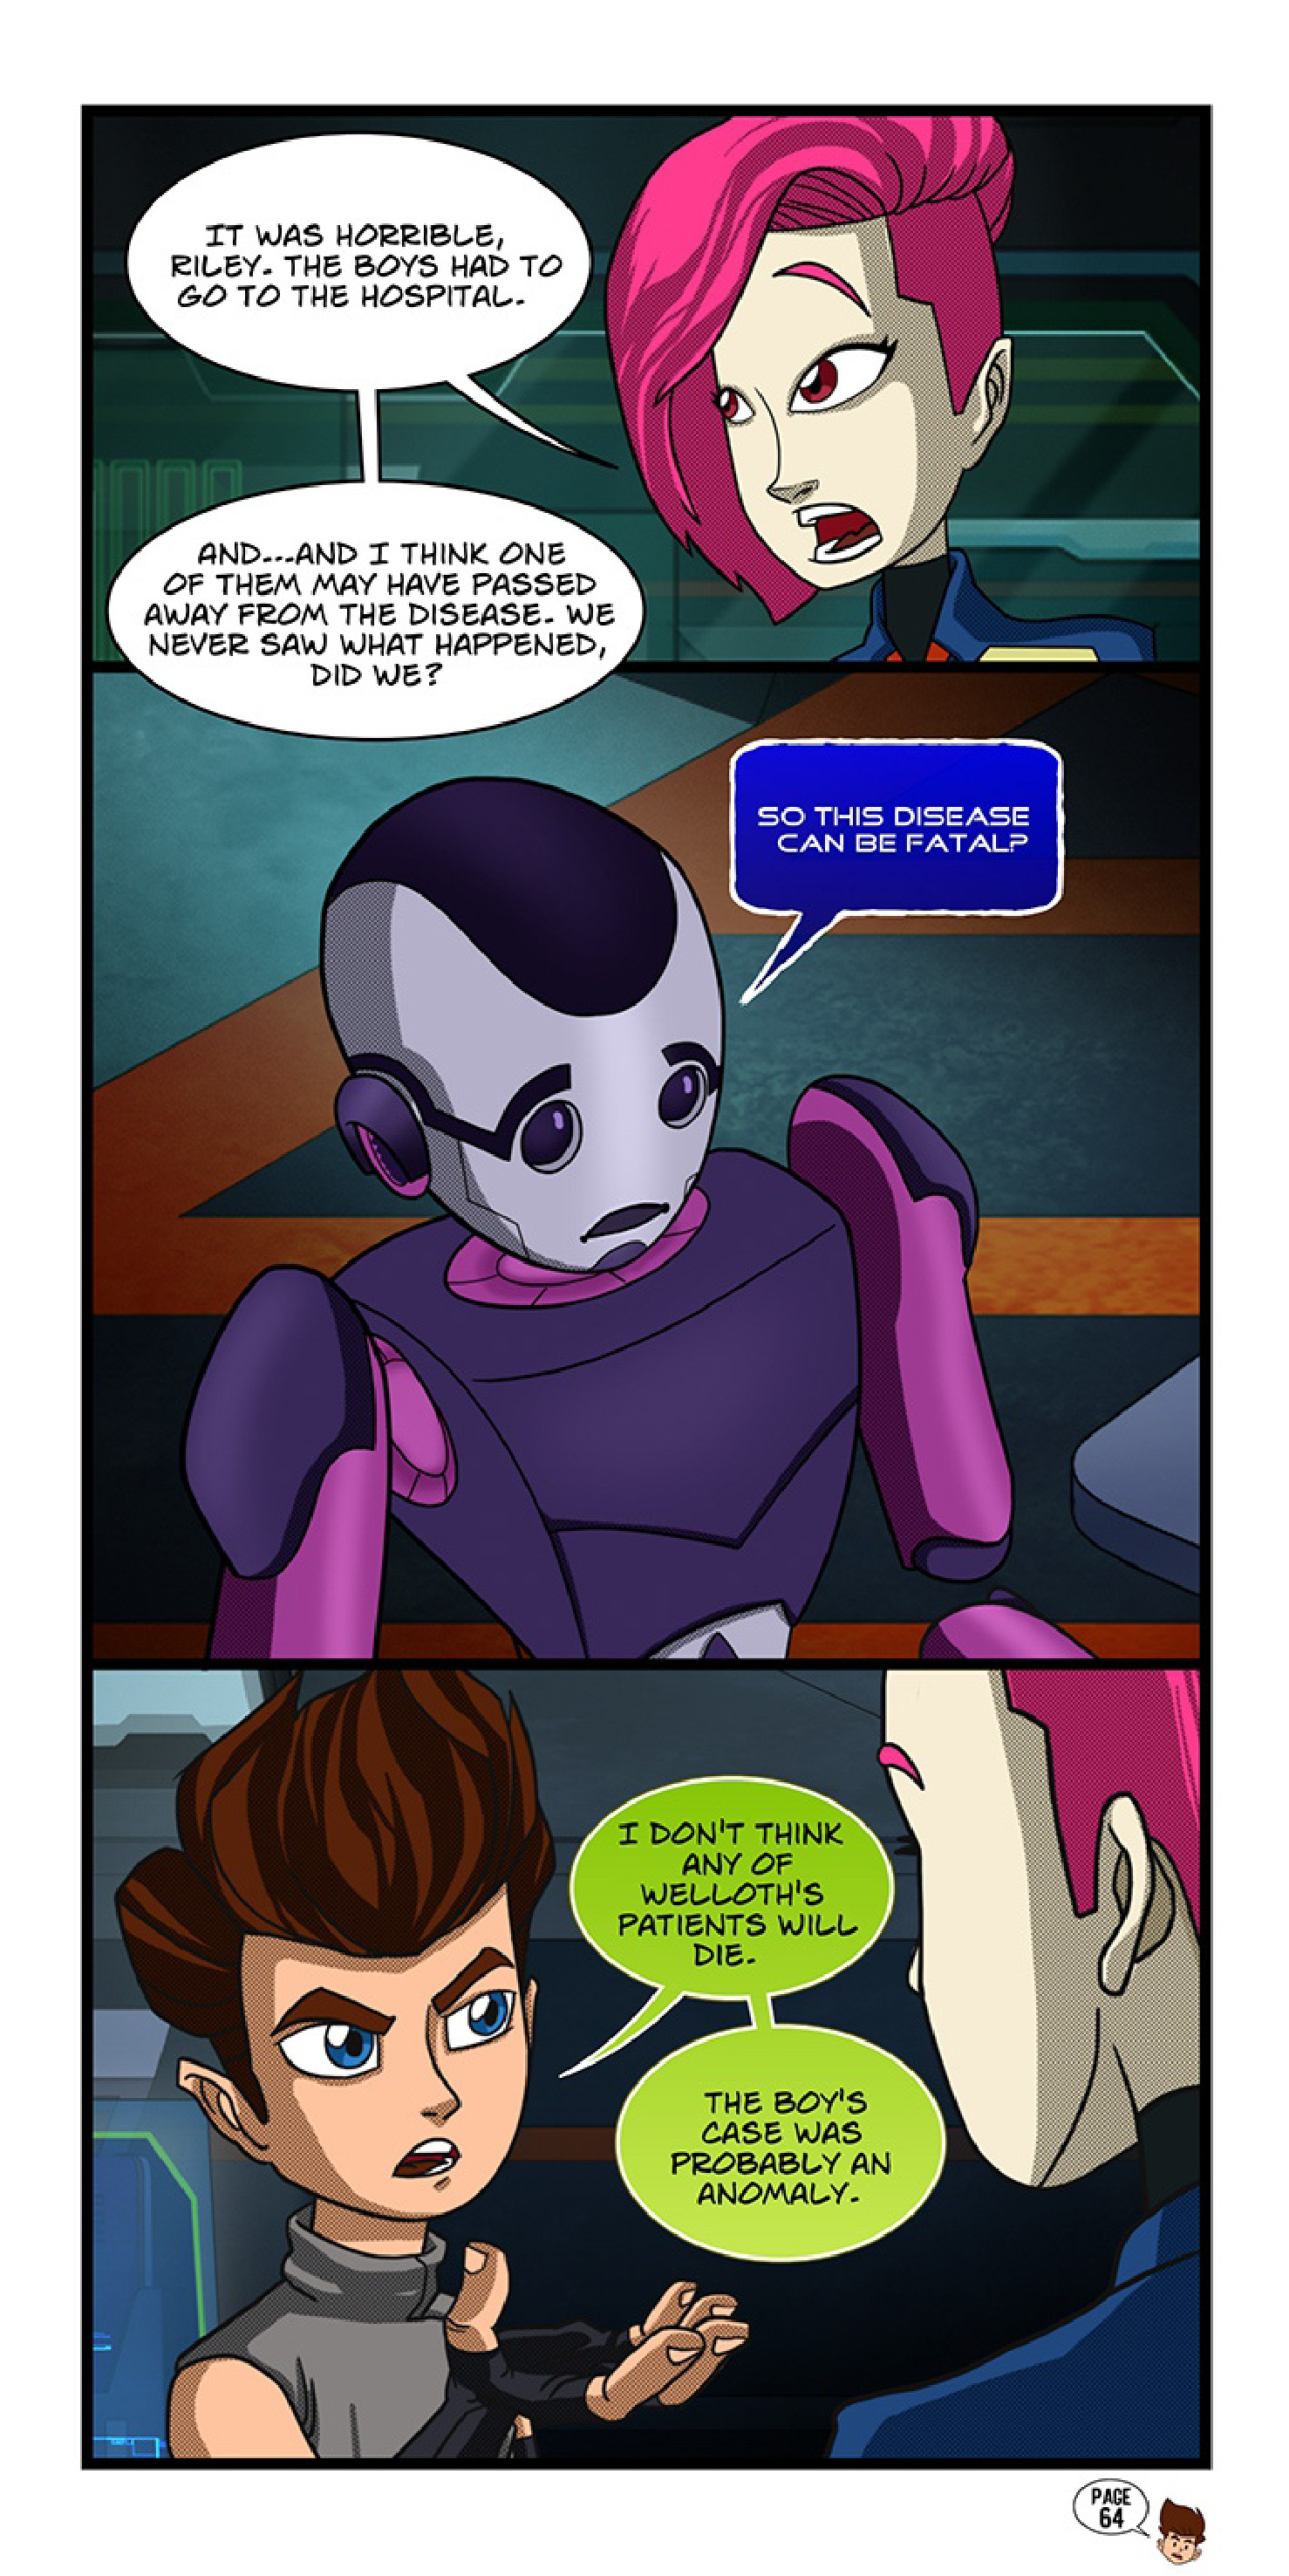 IT WAS HORRIBLE,
RILEY. THE BOYS HAD TO
GO TO THE HOSPITAL.
AND...AND I THINK ONE
OF THEM MAY HAVE PASSED
AWAY FROM THE DISEASE. WE
NEVER SAW WHAT HAPPENED,
DID WE?
SO THIS DISEASE
CAN BE FATAL?
I DON'T THINK
ANY OF
WELLOTH'S
PATIENTS WILL
DIE.
THE BOY'S
CASE WAS
PROBABLY AN
ANOMALY.
PAGE
64